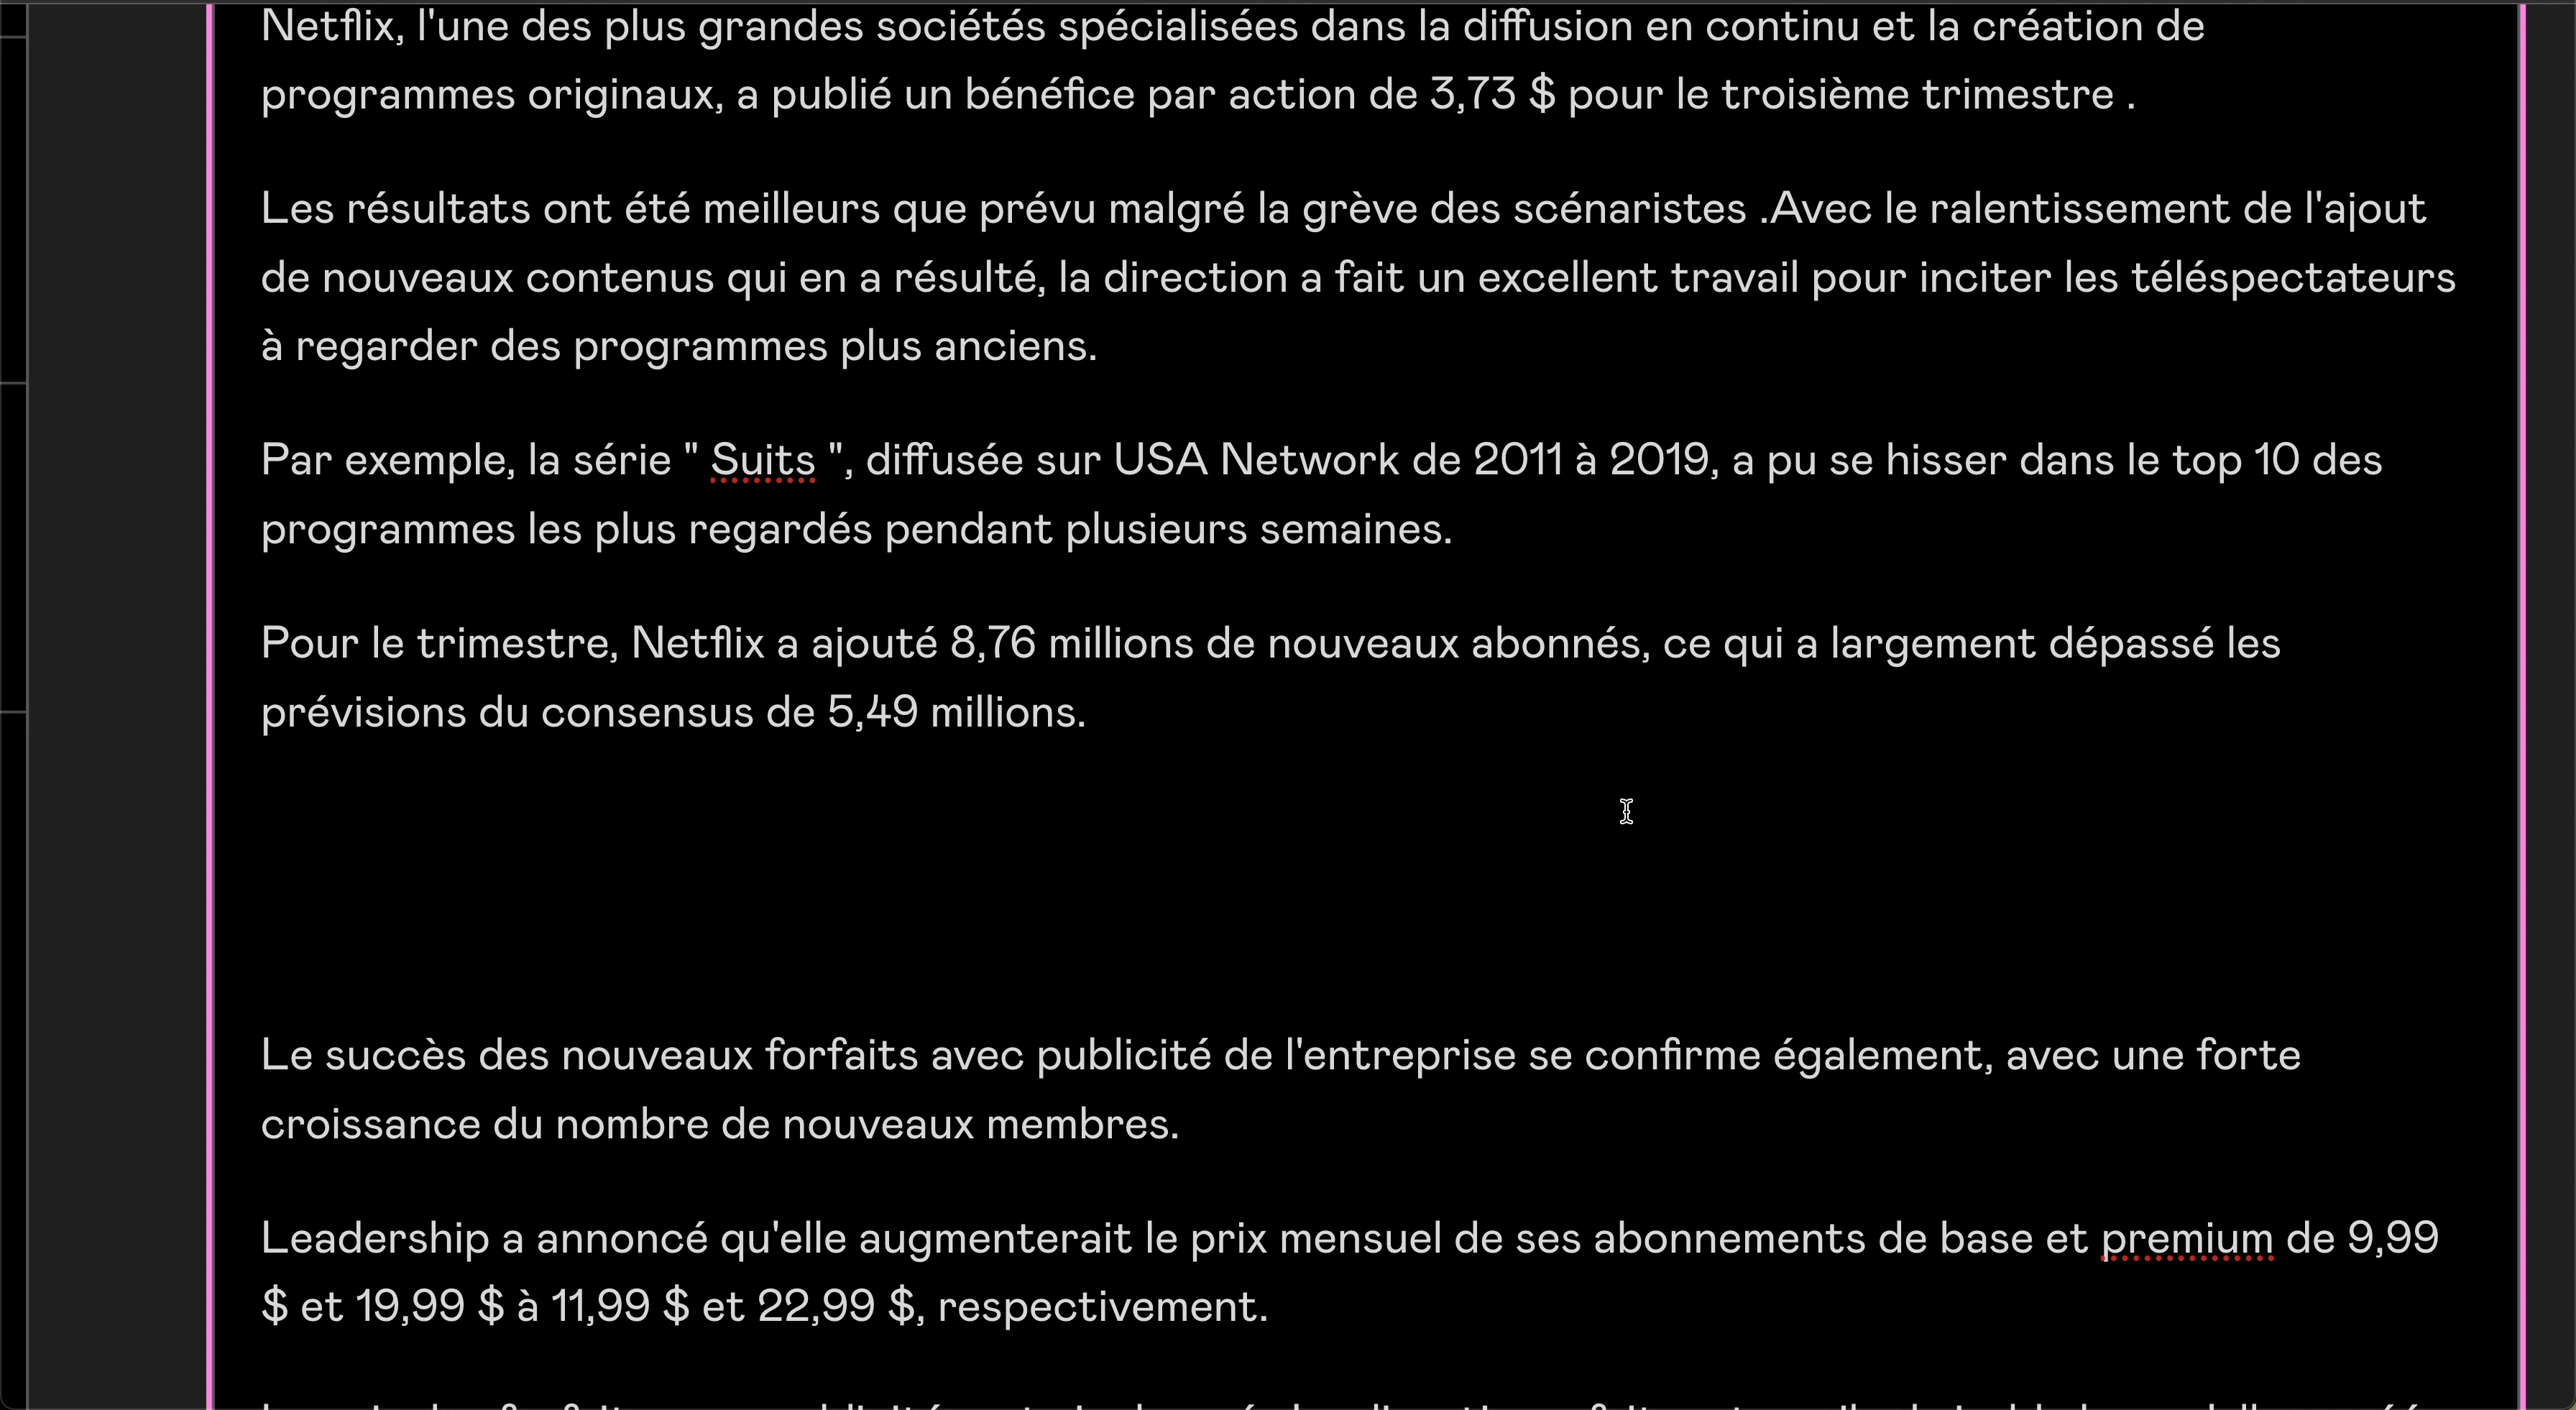 Netflix, l'une des plus grandes sociétés spécialisées dans la diffusion en continu et la création de
programmes originaux, a publié un bénéfice par action de 3,73 $ pour le troisième trimestre .
Les résultats ont été meilleurs que prévu malgré la grève des scénaristes .Avec le ralentissement de l'ajout
de nouveaux contenus qui en a résulté, la direction a fait un excellent travail pour inciter les téléspectateurs
à regarder des programmes plus anciens.
Par exemple, la série " Suits ", diffusée sur USA Network de 2011 à 2019, a pu se hisser dans le top 10 des
programmes les plus regardés pendant plusieurs semaines.
Pour le trimestre, Netflix a ajouté 8,76 millions de nouveaux abonnés, ce qui a largement dépassé les
prévisions du consensus de 5,49 millions.
Le succès des nouveaux forfaits avec publicité de l'entreprise se confirme également, avec une forte
croissance du nombre de nouveaux membres.
Leadership a annoncé qu'elle augmenterait le prix mensuel de ses abonnements de base et premium de 9,99
$ et 19,99 $ à 11,99 $ et 22,99 $, respectivement.